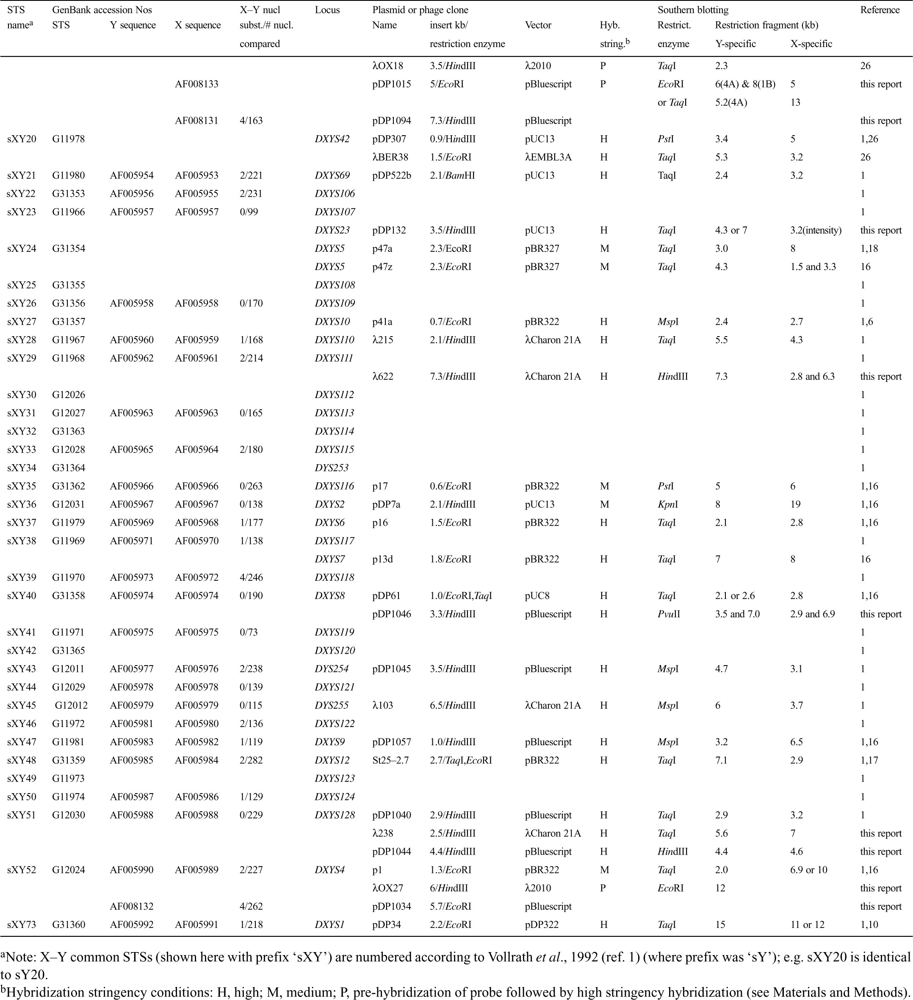 STS GenBank accession Nos X–Y nucl Locus Plasmid or phage clone Southern blotting Reference
nameᵃ STS Y sequence X sequence subst./# nucl. Name insert kb/ Vector Hyb. Restrict. Restriction fragment (kb)
compared restriction enzyme string.ᵇ enzyme Y-specific X-specific
λOX18 3.5/HindIII λ2010 P TaqI 2.3 26
AF008133 pDP1015 5/EcoRI pBluescript P EcoRI 6(4A) & 8(1B) 5 this report
or TaqI 5.2(4A) 13
AF008131 4/163 pDP1094 7.3/HindIII pBluescript this report
sXY20 G11978 DXYS42 pDP307 0.9/HindIII pUC13 H PstI 3.4 5 1,26
λBER38 1.5/EcoRI λEMBL3A H TaqI 5.3 3.2 26
sXY21 G11980 AF005954 AF005953 2/221 DXYS69 pDP522b 2.1/BamHI pUC13 H TaqI 2.4 3.2 1
sXY22 G31353 AF005956 AF005955 2/231 DXYS106 1
sXY23 G11966 AF005957 AF005957 0/99 DXYS107 1
DXYS23 pDP132 3.5/HindIII pUC13 H TaqI 4.3 or 7 3.2(intensity) this report
sXY24 G31354 DXYS5 p47a 2.3/EcoRI pBR327 M TaqI 3.0 8 1,18
DXYS5 p47z 2.3/EcoRI pBR327 M TaqI 4.3 1.5 and 3.3 16
sXY25 G31355 DXYS108 1
sXY26 G31356 AF005958 AF005958 0/170 DXYS109 1
sXY27 G31357 DXYS10 p41a 0.7/EcoRI pBR322 H MspI 2.4 2.7 1,6
sXY28 G11967 AF005960 AF005959 1/168 DXYS110 λ215 2.1/HindIII λCharon 21A H TaqI 5.5 4.3 1
sXY29 G11968 AF005962 AF005961 2/214 DXYS111 1
λ622 7.3/HindIII λCharon 21A H HindIII 7.3 2.8 and 6.3 this report
sXY30 G12026 DXYS112 1
sXY31 G12027 AF005963 AF005963 0/165 DXYS113 1
sXY32 G31363 DXYS114 1
sXY33 G12028 AF005965 AF005964 2/180 DXYS115 1
sXY34 G31364 DYS253 1
sXY35 G31362 AF005966 AF005966 0/263 DXYS116 p17 0.6/EcoRI pBR322 M PstI 5 6 1,16
sXY36 G12031 AF005967 AF005967 0/138 DXYS2 pDP7a 2.1/HindIII pUC13 M KpnI 8 19 1,16
sXY37 G11979 AF005969 AF005968 1/177 DXYS6 p16 1.5/EcoRI pBR322 H TaqI 2.1 2.8 1,16
sXY38 G11969 AF005971 AF005970 1/138 DXYS117 1
DXYS7 p13d 1.8/EcoRI pBR322 H TaqI 7 8 16
sXY39 G11970 AF005973 AF005972 4/246 DXYS118 1
sXY40 G31358 AF005974 AF005974 0/190 DXYS8 pDP61 1.0/EcoRI,TaqI pUC8 H TaqI 2.1 or 2.6 2.8 1,16
pDP1046 3.3/HindIII pBluescript H PvuII 3.5 and 7.0 2.9 and 6.9 this report
sXY41 G11971 AF005975 AF005975 0/73 DXYS119 1
sXY42 G31365 DXYS120 1
sXY43 G12011 AF005977 AF005976 2/238 DYS254 pDP1045 3.5/HindIII pBluescript H MspI 4.7 3.1 1
sXY44 G12029 AF005978 AF005978 0/139 DXYS121 1
sXY45 G12012 AF005979 AF005979 0/115 DYS255 λ103 6.5/HindIII λCharon 21A H MspI 6 3.7 1
sXY46 G11972 AF005981 AF005980 2/136 DXYS122 1
sXY47 G11981 AF005983 AF005982 1/119 DXYS9 pDP1057 1.0/HindIII pBluescript H MspI 3.2 6.5 1,16
sXY48 G31359 AF005985 AF005984 2/282 DXYS12 St25–2.7 2.7/TaqI,EcoRI pBR322 H TaqI 7.1 2.9 1,17
sXY49 G11973 DXYS123 1
sXY50 G11974 AF005987 AF005986 1/129 DXYS124 1
sXY51 G12030 AF005988 AF005988 0/229 DXYS128 pDP1040 2.9/HindIII pBluescript H TaqI 2.9 3.2 1
λ238 2.5/HindIII λCharon 21A H TaqI 5.6 7 this report
pDP1044 4.4/HindIII pBluescript H HindIII 4.4 4.6 this report
sXY52 G12024 AF005990 AF005989 2/227 DXYS4 p1 1.3/EcoRI pBR322 M TaqI 2.0 6.9 or 10 1,16
λOX27 6/HindIII λ2010 P EcoRI 12 this report
AF008132 4/262 pDP1034 5.7/EcoRI pBluescript this report
sXY73 G31360 AF005992 AF005991 1/218 DXYS1 pDP34 2.2/EcoRI pDP322 H TaqI 15 11 or 12 1,10
ᵃNote: X–Y common STSs (shown here with prefix ‘sXY’) are numbered according to Vollrath et al., 1992 (ref. 1) (where prefix was ‘sY’); e.g. sXY20 is identical
to sY20.
ᵇHybridization stringency conditions: H, high; M, medium; P, pre-hybridization of probe followed by high stringency hybridization (see Materials and Methods).